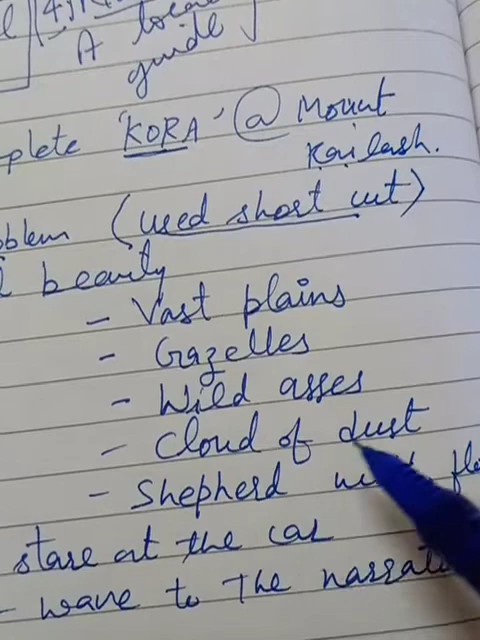 A local
guide
plete 'KORA' @ Mount
Kailash.
oblem (used short cut)
beauty
- Vast plains
- Gazelles
- Wild asses
- Cloud of dust
- Shepherd
stare at the car
- wave to The narrat